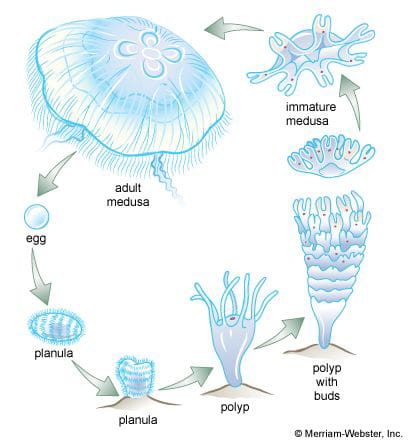 immature
medusa
adult
medusa
egg
planula
planula
polyp
polyp
with
buds
© Merriam-Webster, Inc.